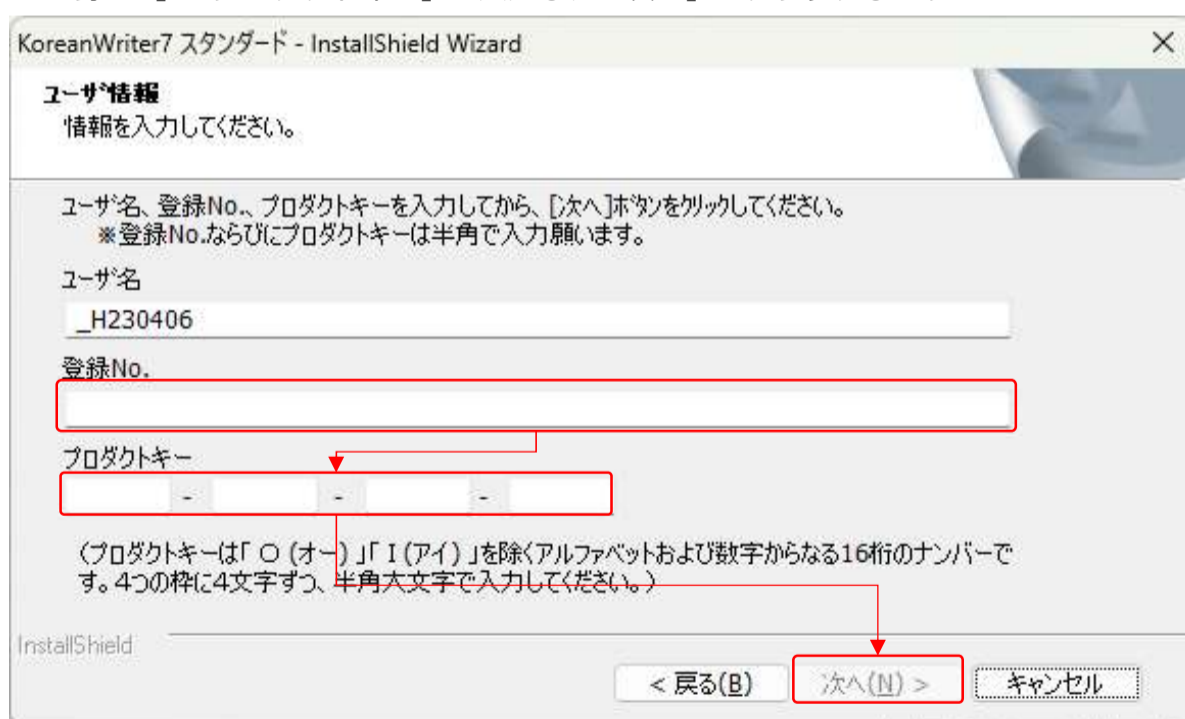 KoreanWriter7 スタンダード - InstallShield Wizard
ユーザ情報
情報を入力してください。
ユーザ名、登録No.、プロダクトキーを入力してから、[次へ]ボタンをクリックしてください。
※登録No.ならびにプロダクトキーは半角で入力願います。
ユーザ名
_H230406
登録No.
プロダクトキー
- - -
(プロダクトキーは「 O (オー) 」「 I (アイ) 」を除くアルファベットおよび数字からなる16桁のナンバーで
す。4つの枠に4文字ずつ、半角大文字で入力してください。)
InstallShield
< 戻る(B) 次へ(N) > キャンセル